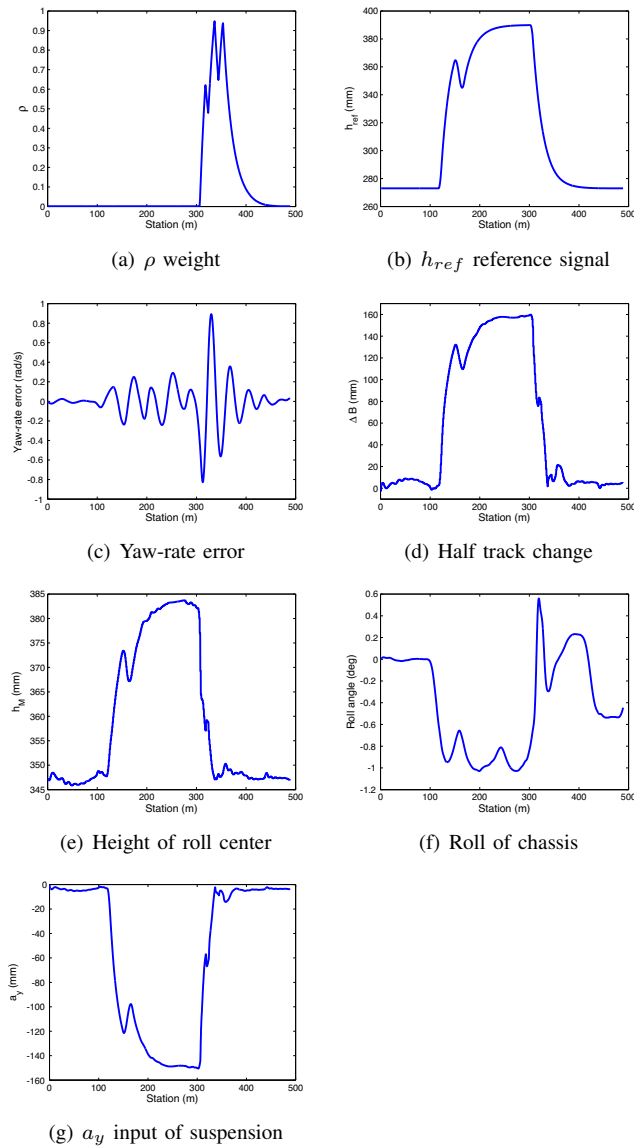 1
0.9
0.8
0.7
0.6
0.5
0.4
0.3
0.2
0.1
0
ρ
0 100 200 300 400 500
Station (m)
(a) ρ weight
400
380
360
340
320
300
280
260
h_ref (mm)
0 100 200 300 400 500
Station (m)
(b) h_ref reference signal
1
0.8
0.6
0.4
0.2
0
-0.2
-0.4
-0.6
-0.8
-1
Yaw-rate error (rad/s)
0 100 200 300 400 500
Station (m)
(c) Yaw-rate error
160
140
120
100
80
60
40
20
0
Δ B (mm)
0 100 200 300 400 500
Station (m)
(d) Half track change
385
380
375
370
365
360
355
350
345
h_M (mm)
0 100 200 300 400 500
Station (m)
(e) Height of roll center
0.6
0.4
0.2
0
-0.2
-0.4
-0.6
-0.8
-1
-1.2
Roll angle (deg)
0 100 200 300 400 500
Station (m)
(f) Roll of chassis
0
-20
-40
-60
-80
-100
-120
-140
-160
a_y (mm)
0 100 200 300 400 500
Station (m)
(g) a_y input of suspension